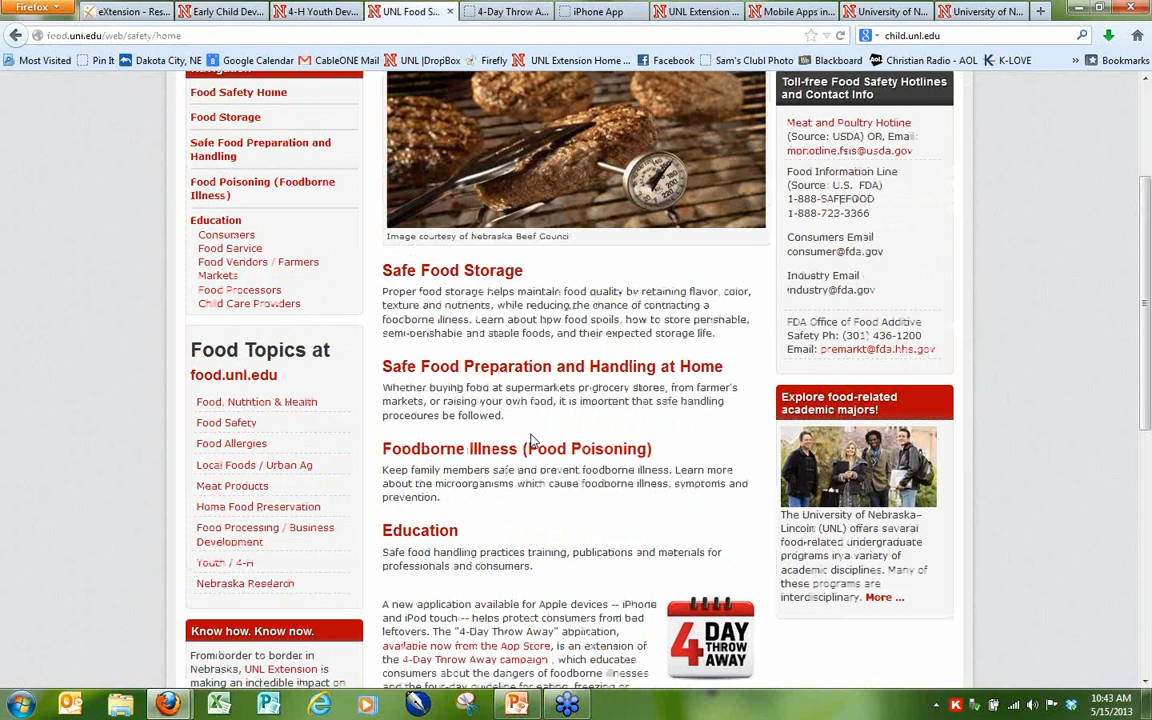 Firefox
eXtension - Res...
Early Child Dev...
4-H Youth Dev...
UNL Food S...
4-Day Throw A...
iPhone App
UNL Extension ...
Mobile Apps in...
University of N...
University of N...
food.unl.edu/web/safety/home
child.unl.edu
Most Visited
Pin It
Dakota City, NE
Google Calendar
CableONE Mail
UNL |DropBox
Firefly
UNL Extension Home ...
Facebook
Sam's Club! Photo
Blackboard
Christian Radio - AOL
K-LOVE
»
Bookmarks
Navigation
Food Safety Home
Food Storage
Safe Food Preparation and
Handling
Food Poisoning (Foodborne
Illness)
Education
Consumers
Food Service
Food Vendors / Farmers
Markets
Food Processors
Child Care Providers
Food Topics at
food.unl.edu
Food, Nutrition & Health
Food Safety
Food Allergies
Local Foods / Urban Ag
Meat Products
Home Food Preservation
Food Processing / Business
Development
Youth / 4-H
Nebraska Research
Know how. Know now.
From border to border in
Nebraska, UNL Extension is
making an incredible impact on
Image courtesy of Nebraska Beef Council
Safe Food Storage
Proper food storage helps maintain food quality by retaining flavor, color,
texture and nutrients, while reducing the chance of contracting a
foodborne illness. Learn about how food spoils, how to store perishable,
semi-perishable and staple foods, and their expected storage life.
Safe Food Preparation and Handling at Home
Whether buying food at supermarkets or grocery stores, from farmer's
markets, or raising your own food, it is important that safe handling
procedures be followed.
Foodborne Illness (Food Poisoning)
Keep family members safe and prevent foodborne illness. Learn more
about the microorganisms which cause foodborne illness, symptoms and
prevention.
Education
Safe food handling practices training, publications and materials for
professionals and consumers.
A new application available for Apple devices -- iPhone
and iPod touch -- helps protect consumers from bad
leftovers. The "4-Day Throw Away" application,
available now from the App Store, is an extension of
the 4-Day Throw Away campaign , which educates
consumers about the dangers of foodborne illnesses
and the four-day guideline for eating, freezing or
4 DAY
THROW
AWAY
Toll-free Food Safety Hotlines
and Contact Info
Meat and Poultry Hotline
(Source: USDA) OR, Email:
@usda.gov
Food Information Line
(Source: U.S. FDA)
1-888-SAFEFOOD
1-888-723-3366
Consumers Email
consumer@fda.gov
Industry Email
industry@fda.gov
FDA Office of Food Additive
Safety Ph: (301) 436-1200
Email: premarkt@fda.hhs.gov
Explore food-related
academic majors!
The University of Nebraska–
Lincoln (UNL) offers several
food-related undergraduate
programs in a variety of
academic disciplines. Many of
these programs are
interdisciplinary. More ...
10:43 AM
5/15/2013